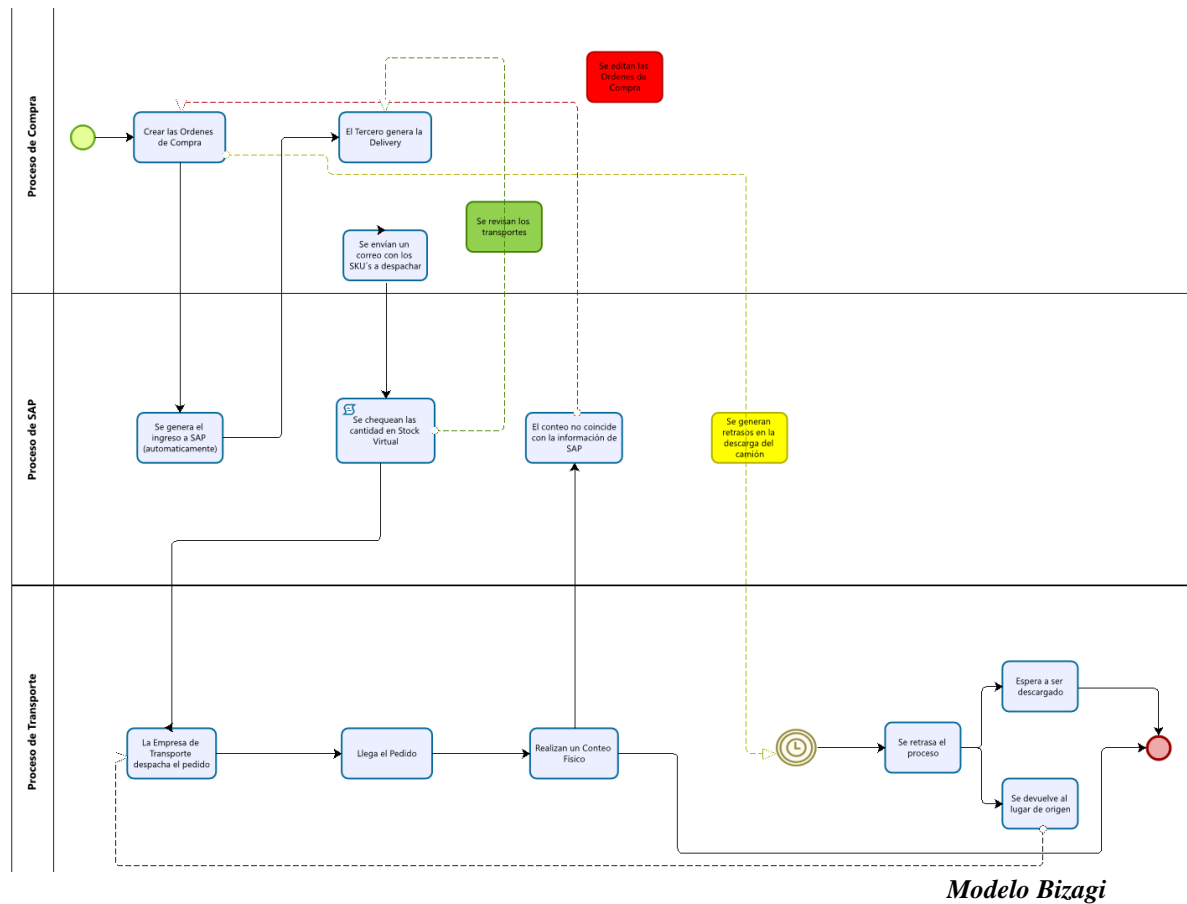 Proceso de Compra
Se aditan las
Ordenes de
Compra
Crear las Ordenes
de Compra
El Tercero genera la
Delivery
Se revisan los
transportes
Se envían un
correo con los
SKU´s a despachar
Proceso de SAP
Se genera el
ingreso a SAP
(automaticamente)
Se chequean las
cantidad en Stock
Virtual
El conteo no coincide
con la información de
SAP
Se generan
retrasos en la
descarga del
camión
Proceso de Transporte
La Empresa de
Transporte
despacha el pedido
Llega el Pedido
Realizan un Conteo
Físico
Se retrasa el
proceso
Espera a ser
descargado
Se devuelve al
lugar de origen
Modelo Bizagi